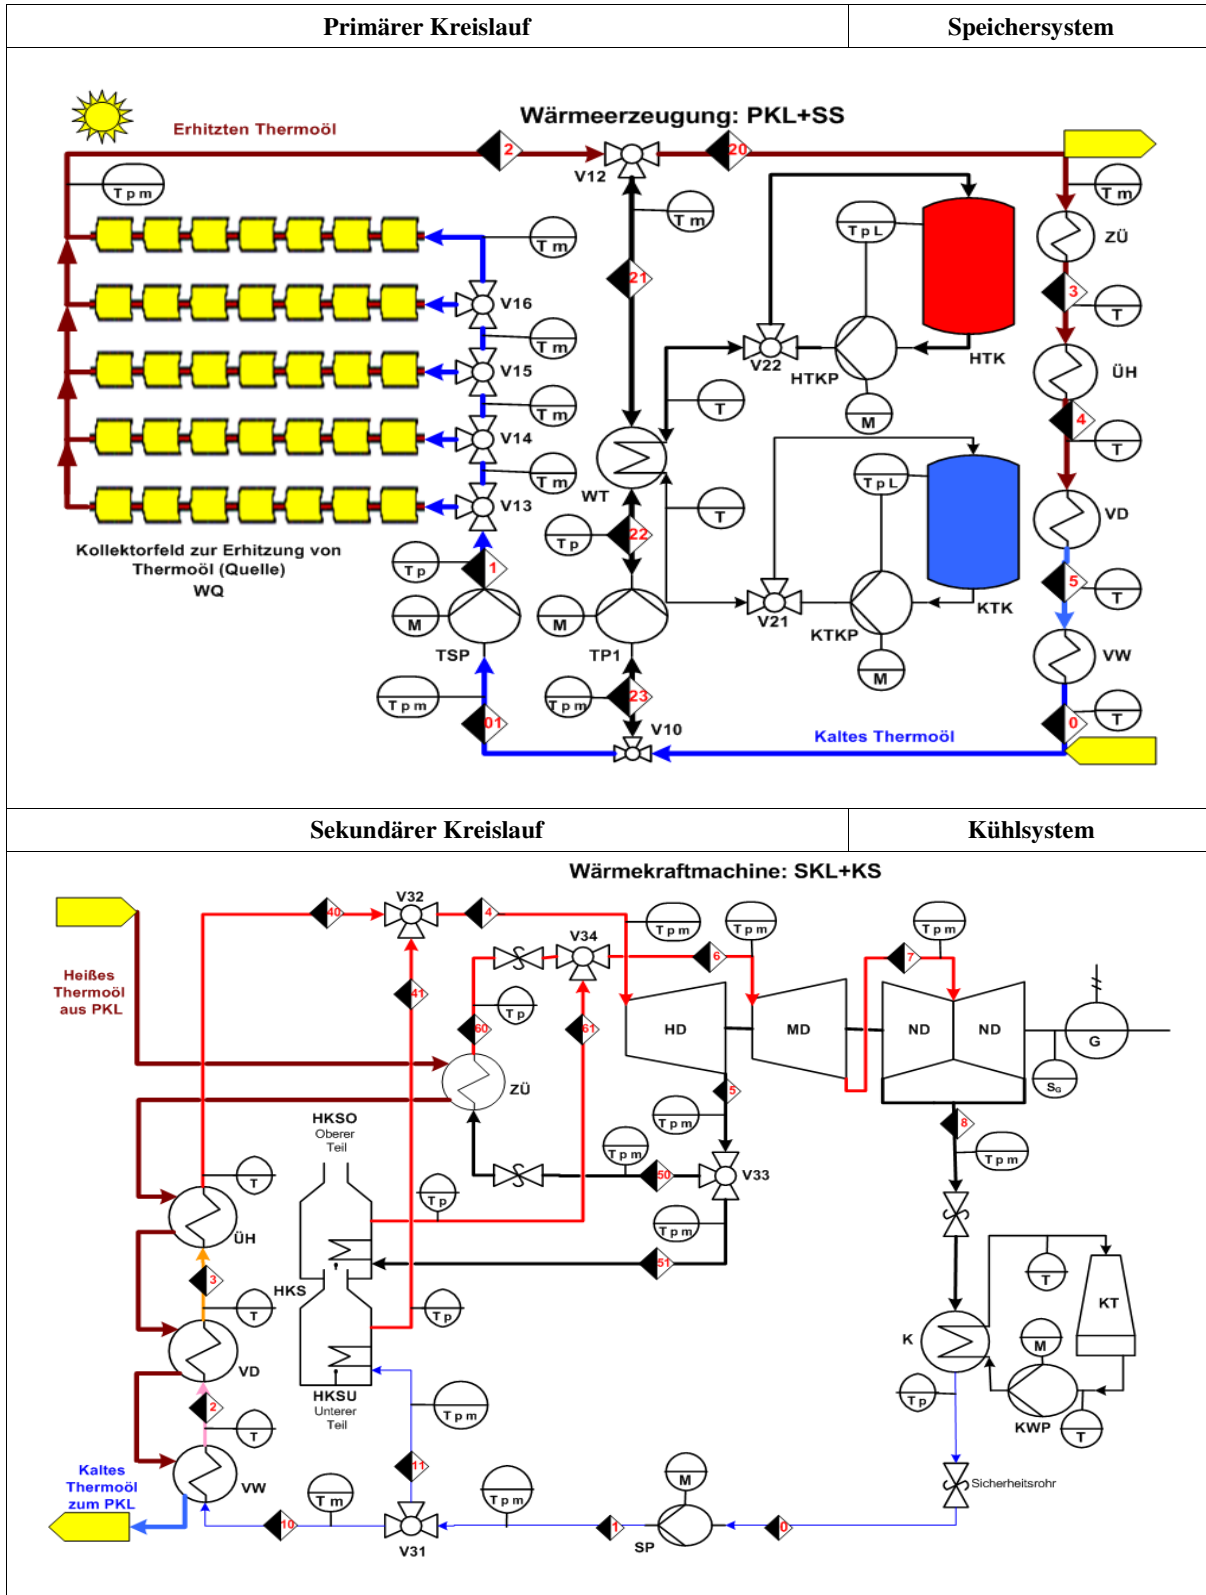 Primärer Kreislauf
Speichersystem
Wärmeerzeugung: PKL+SS
Erhitzten Thermoöl
2
20
V12
T p m
T m
T m
T m
T p L
ZÜ
21
3
V16
T
T m
V22
HTKP
HTK
ÜH
V15
T
M
4
T m
T
V14
T p L
WT
T m
V13
T
VD
Kollektorfeld zur Erhitzung von
Thermoöl (Quelle)
WQ
T p
1
T p
22
5
T
M
M
V21
KTKP
KTK
TSP
TP1
VW
M
T p m
T p m
23
01
V10
0
T
Kaltes Thermoöl
Sekundärer Kreislauf
Kühlsystem
Wärmekraftmachine: SKL+KS
V32
40
4
T p m
T p m
T p m
V34
6
7
Heißes
Thermoöl
aus PKL
41
T p
60
61
HD
MD
ND
ND
G
ZÜ
5
S G
HKSO
Oberer
Teil
T p m
8
T p m
T p m
T
T p
50
V33
ÜH
T p m
51
3
HKS
T
KT
T
T p
K
M
VD
HKSU
Unterer
Teil
T p
2
T
T p m
KWP
T
Kaltes
Thermoöl
zum PKL
VW
11
M
Sicherheitsrohr
T m
T p m
10
V31
1
SP
0